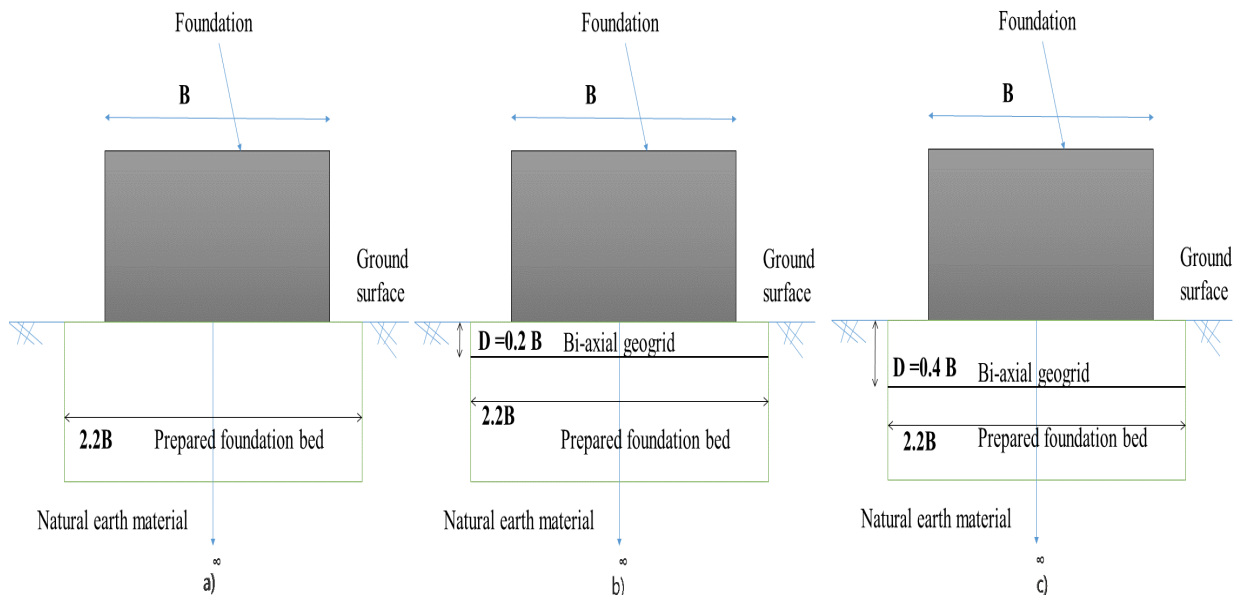 Foundation
B
Ground
surface
2.2B
Prepared foundation bed
Natural earth material
∞
a)
Foundation
B
Ground
surface
D =0.2 B
Bi-axial geogrid
2.2B
Prepared foundation bed
Natural earth material
∞
b)
Foundation
B
Ground
surface
D =0.4 B
Bi-axial geogrid
2.2B
Prepared foundation bed
Natural earth material
∞
c)